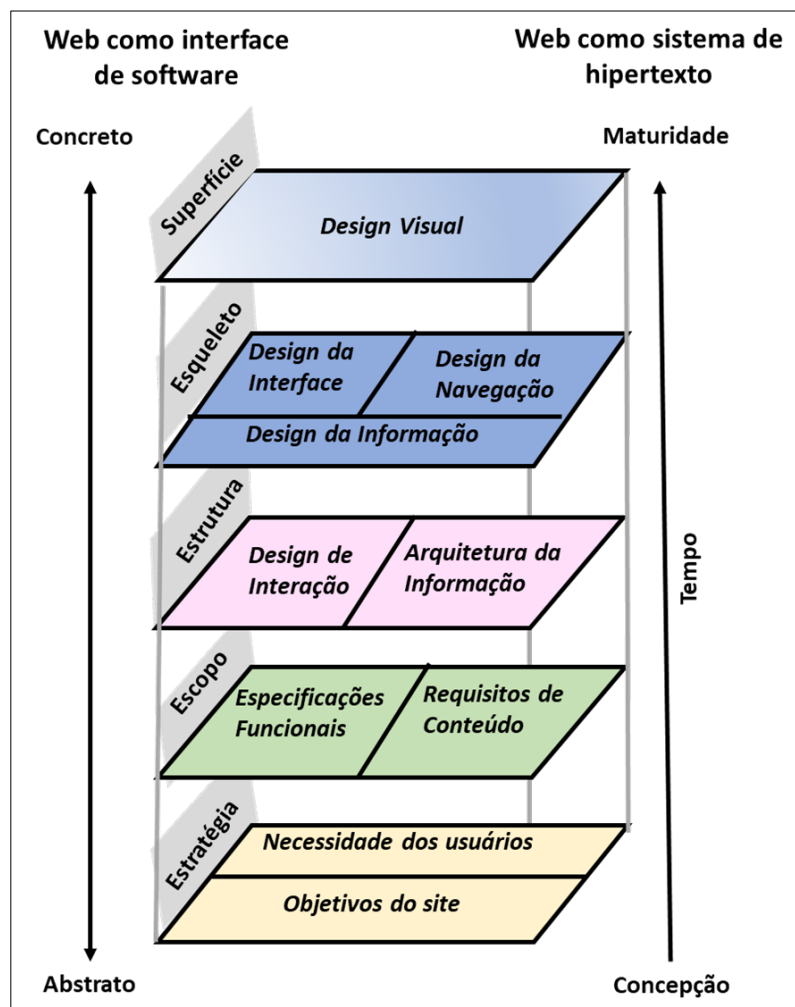 Web como interface
de software
Web como sistema de
hipertexto
Concreto
Maturidade
Superfície
Design Visual
Esqueleto
Design da
Interface
Design da
Navegação
Design da Informação
Estrutura
Design de
Interação
Arquitetura da
Informação
Tempo
Escopo
Especificações
Funcionais
Requisitos de
Conteúdo
Estratégia
Necessidade dos usuários
Objetivos do site
Abstrato
Concepção